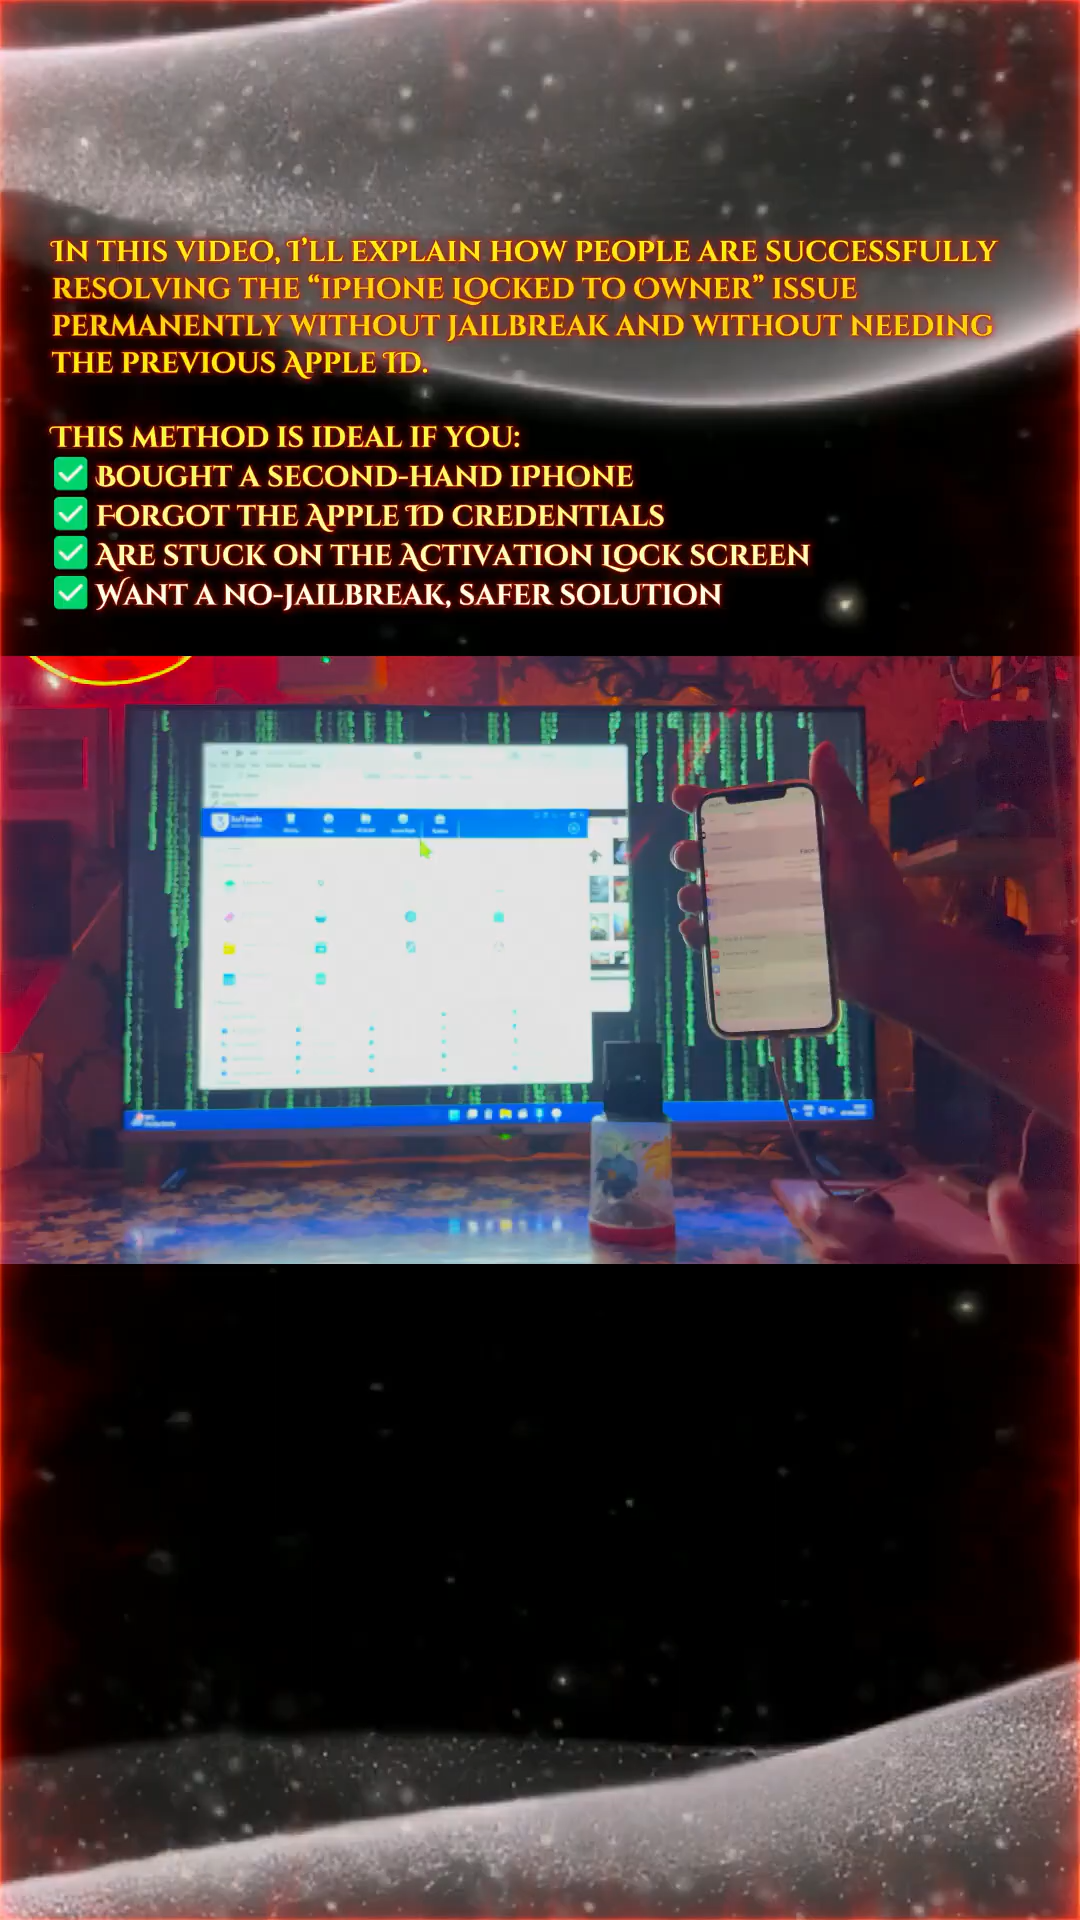 In this video, I'll explain how people are successfully
resolving the “iPhone Locked to Owner” issue
permanently without jailbreak and without needing
the previous Apple ID.
This method is ideal if you:
✅ Bought a second-hand iPhone
✅ Forgot the Apple ID credentials
✅ Are stuck on the Activation Lock screen
✅ Want a no-jailbreak, safer solution
3uTools